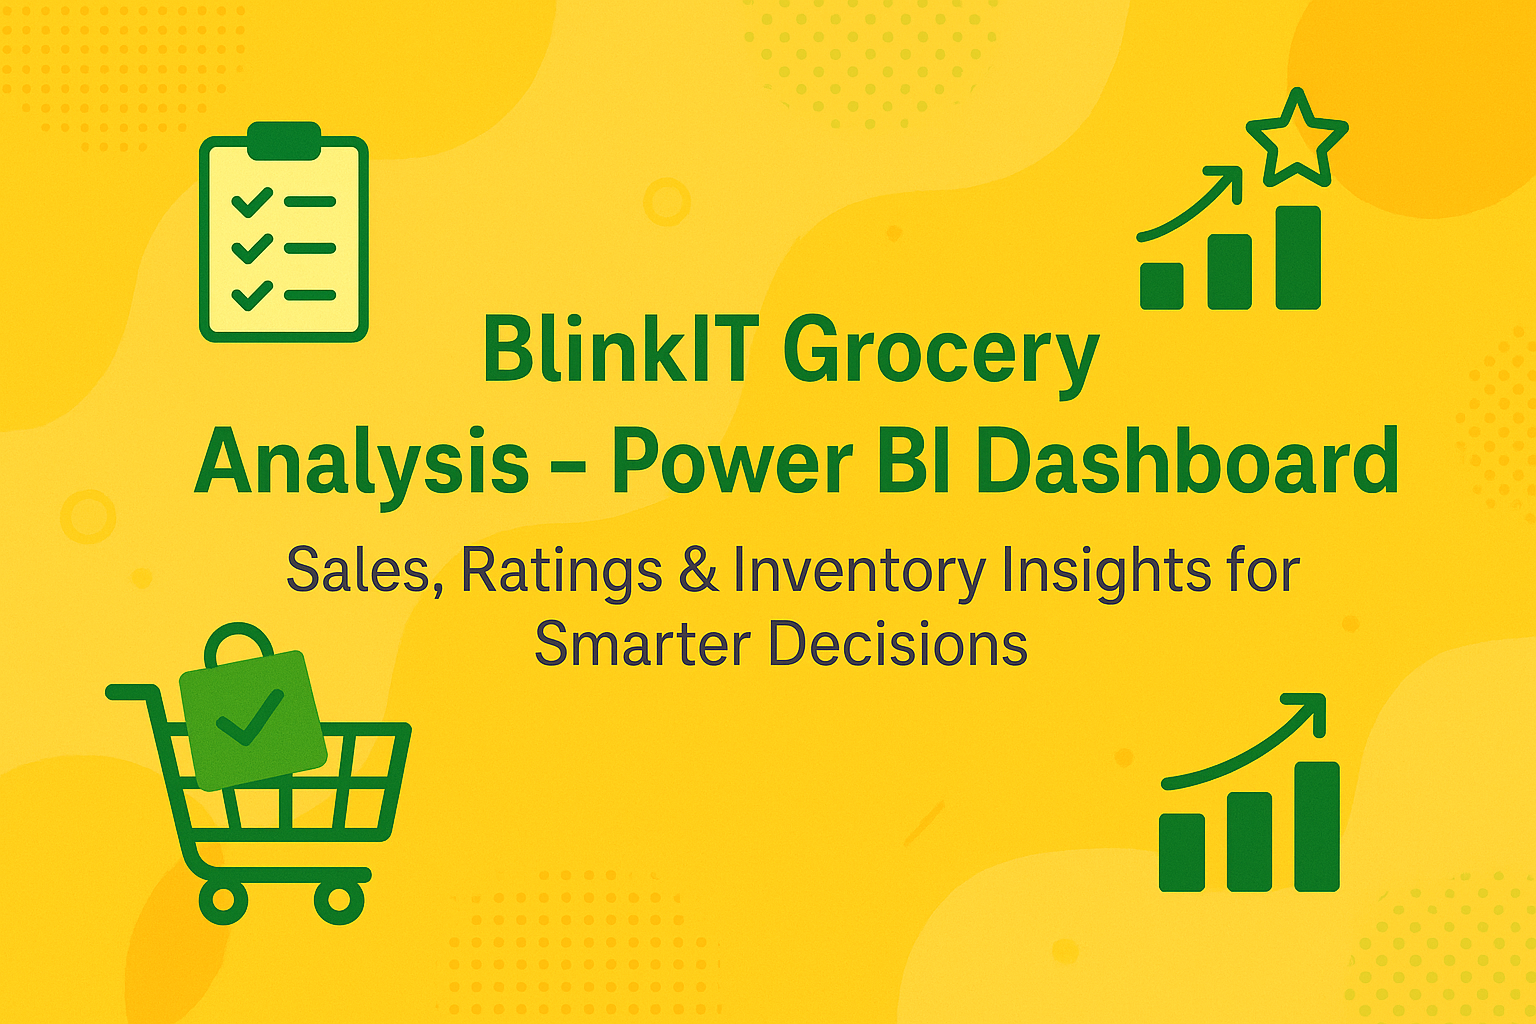 BlinkIT Grocery
Analysis – Power BI Dashboard
Sales, Ratings & Inventory Insights for
Smarter Decisions